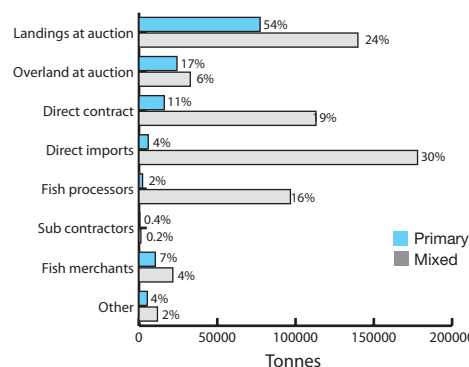 Landings at auction
54%
24%
Overland at auction
17%
6%
Direct contract
11%
19%
Direct imports
4%
30%
Fish processors
2%
16%
Sub contractors
0.4%
0.2%
Primary
Mixed
Fish merchants
7%
4%
Other
4%
2%
0 50000 100000 150000 200000
Tonnes